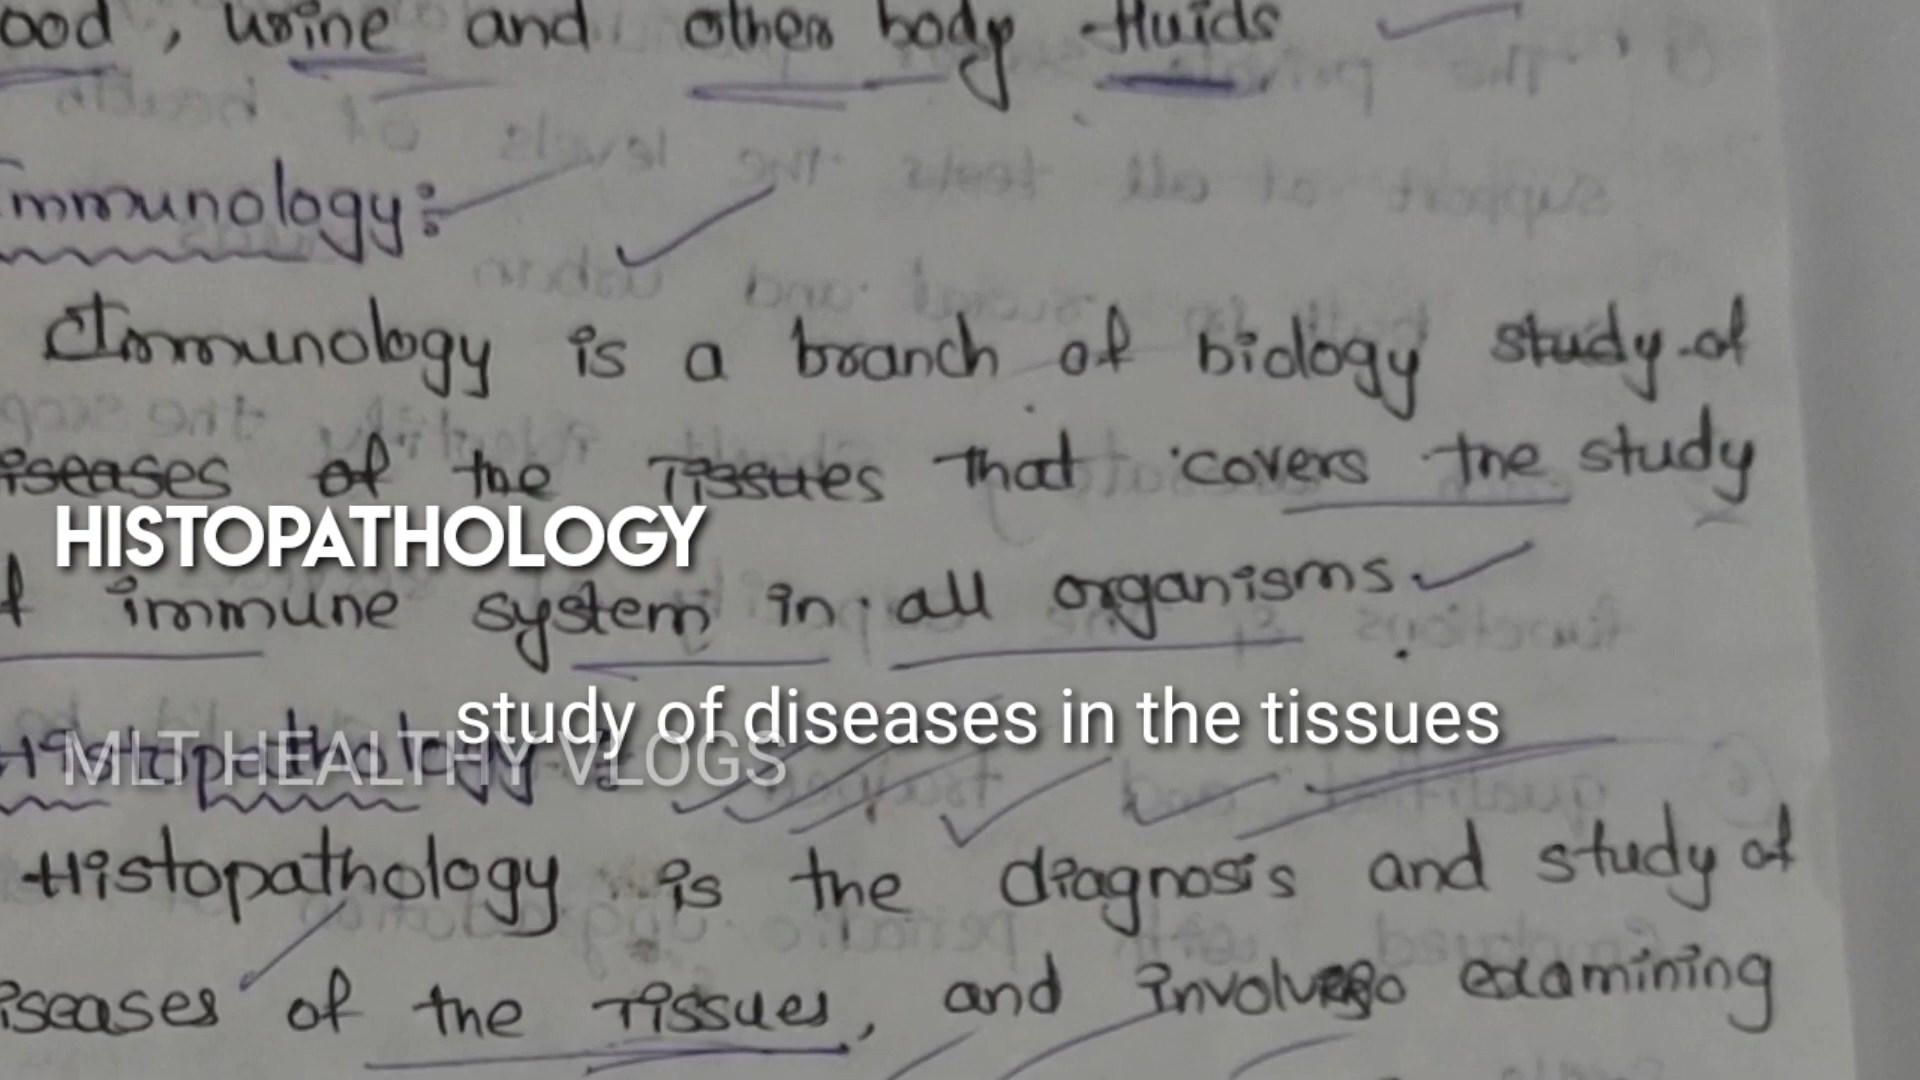 ood, urine and other body fluids
Immunology:
Immunology is a branch of biology study of
iseases of the Tissues that covers the study
HISTOPATHOLOGY
f immune system in all organisms.
study of diseases in the tissues
Histopathology:
MLT HEALTHY VLOGS
Histopathology is the diagnosis and study of
iseases of the Tissues, and involves examining